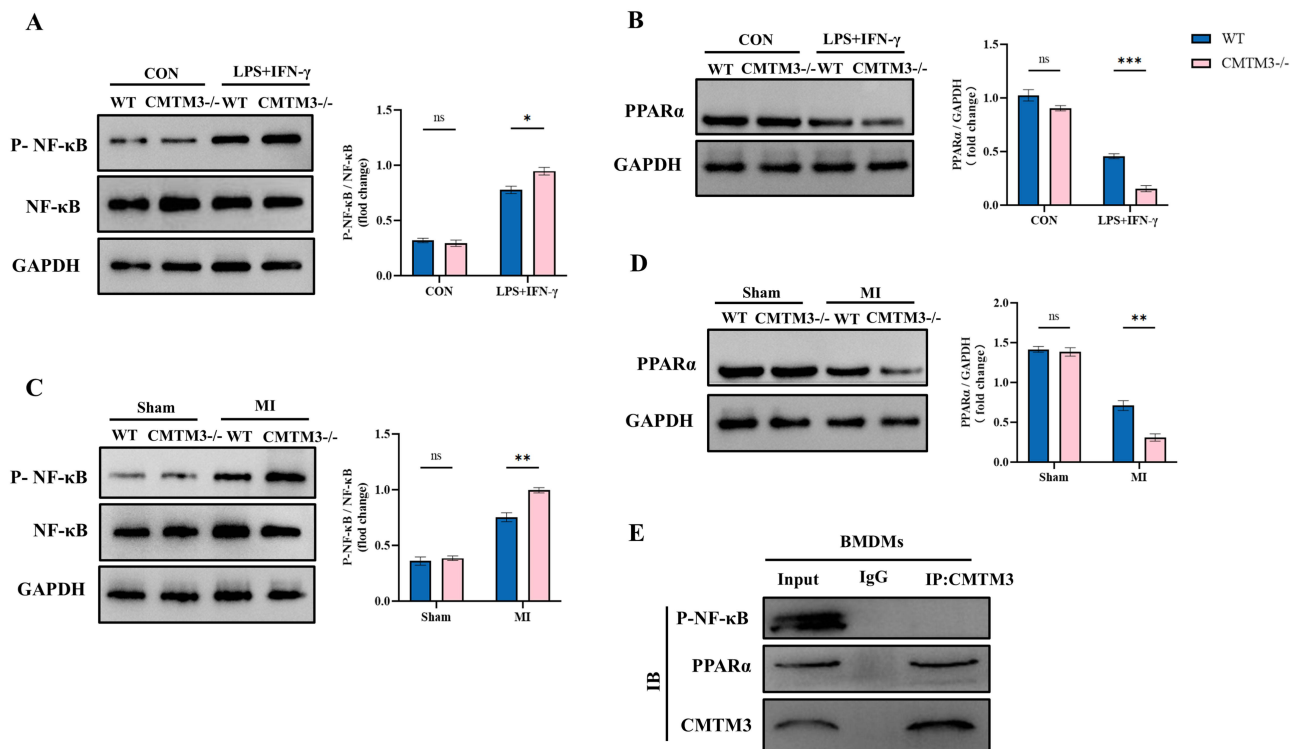 A
CON LPS+IFN-γ
WT CMTM3-/- WT CMTM3-/-
P- NF-κB
NF-κB
GAPDH
P-NF-κB / NF-κB
(flod change)
1.5
1.0
0.5
0.0
ns
*
CON LPS+IFN-γ
B
CON LPS+IFN-γ
WT CMTM3-/- WT CMTM3-/-
PPARα
GAPDH
PPARα / GAPDH
( fold change)
1.5
1.0
0.5
0.0
ns
***
CON LPS+IFN-γ
WT
CMTM3-/-
C
Sham MI
WT CMTM3-/- WT CMTM3-/-
P- NF-κB
NF-κB
GAPDH
P-NF-κB / NF-κB
(flod change)
1.5
1.0
0.5
0.0
ns
**
Sham MI
D
Sham MI
WT CMTM3-/- WT CMTM3-/-
PPARα
GAPDH
PPARα / GAPDH
( fold change)
2.0
1.5
1.0
0.5
0.0
ns
**
Sham MI
E
BMDMs
Input IgG IP:CMTM3
IB
P-NF-κB
PPARα
CMTM3